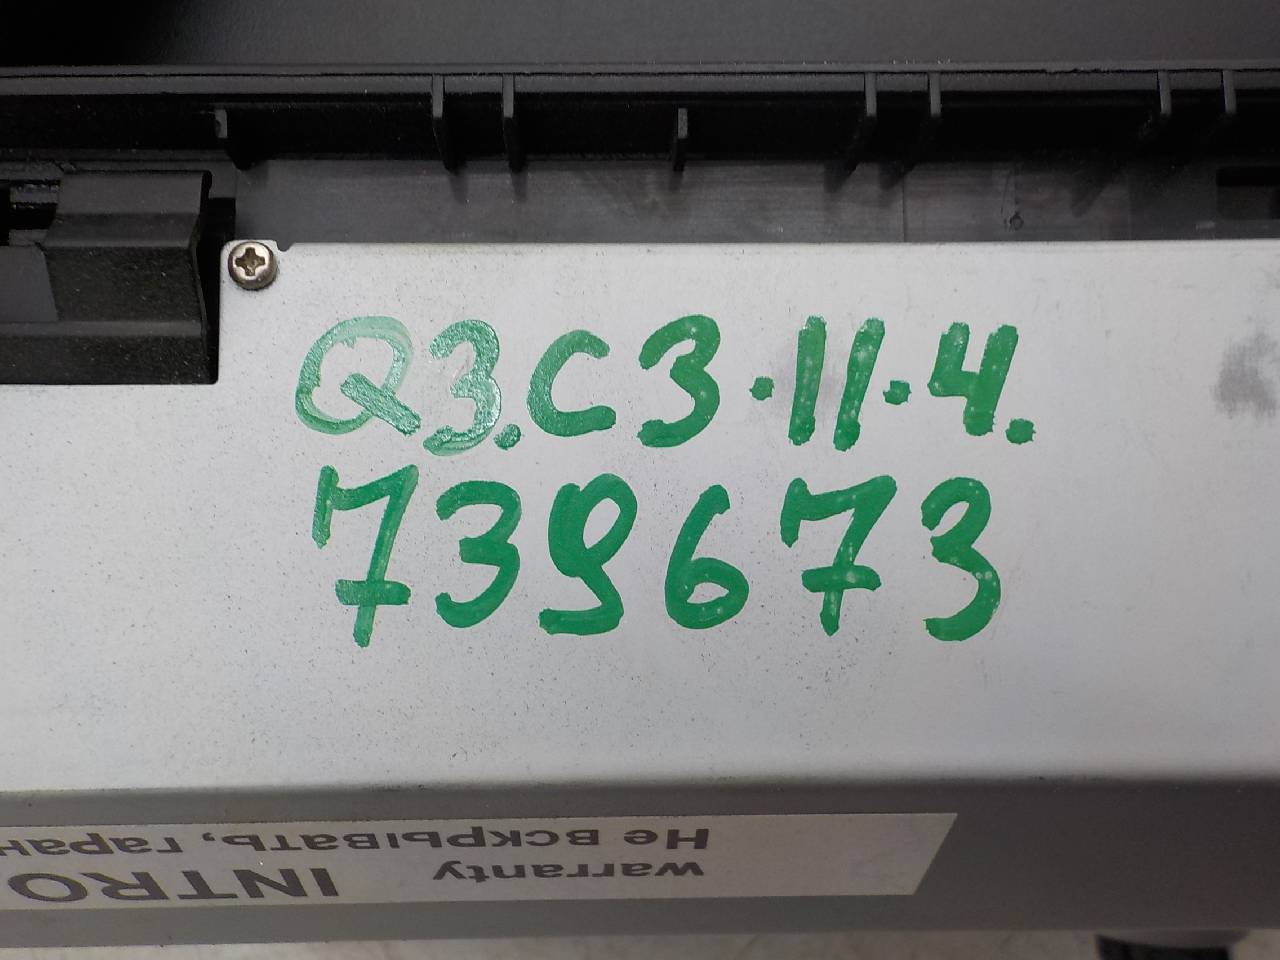 Q3.C3.11.4.
739673
warranty INTRO
Не вскрывать, гаран